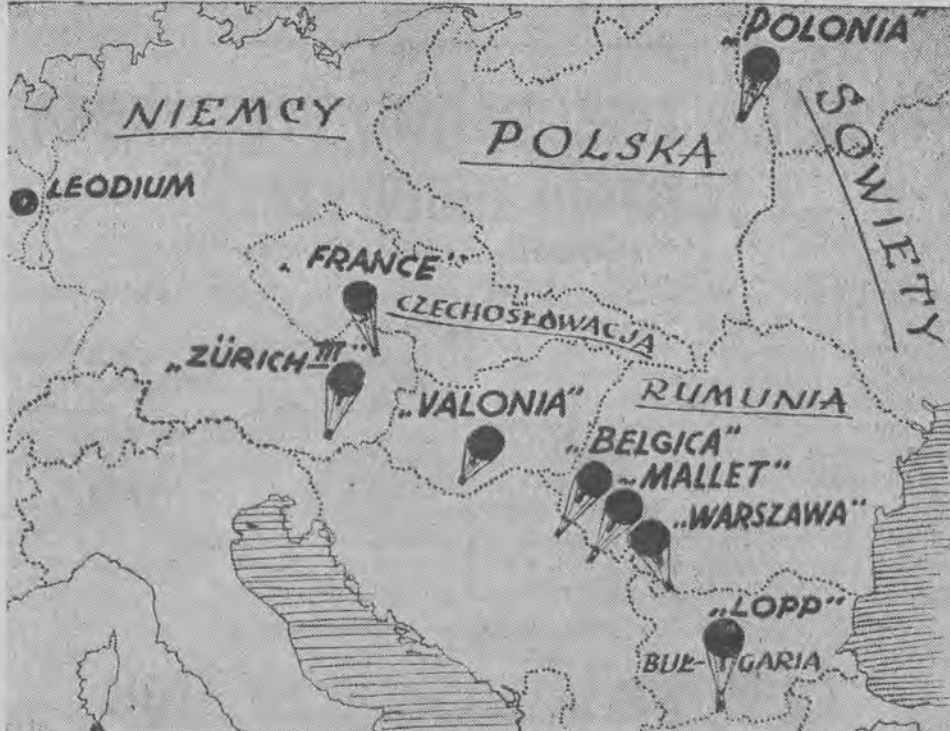 „POLONIA"
NIEMCY
POLSKA
SOWIETY
LEODIUM
„FRANCE"
CZECHOSŁOWACJA
„ZÜRICH III"
„VALONIA"
RUMUNIA
„BELGICA"
„MALLET"
„WARSZAWA"
„LOPP"
BUŁGARIA